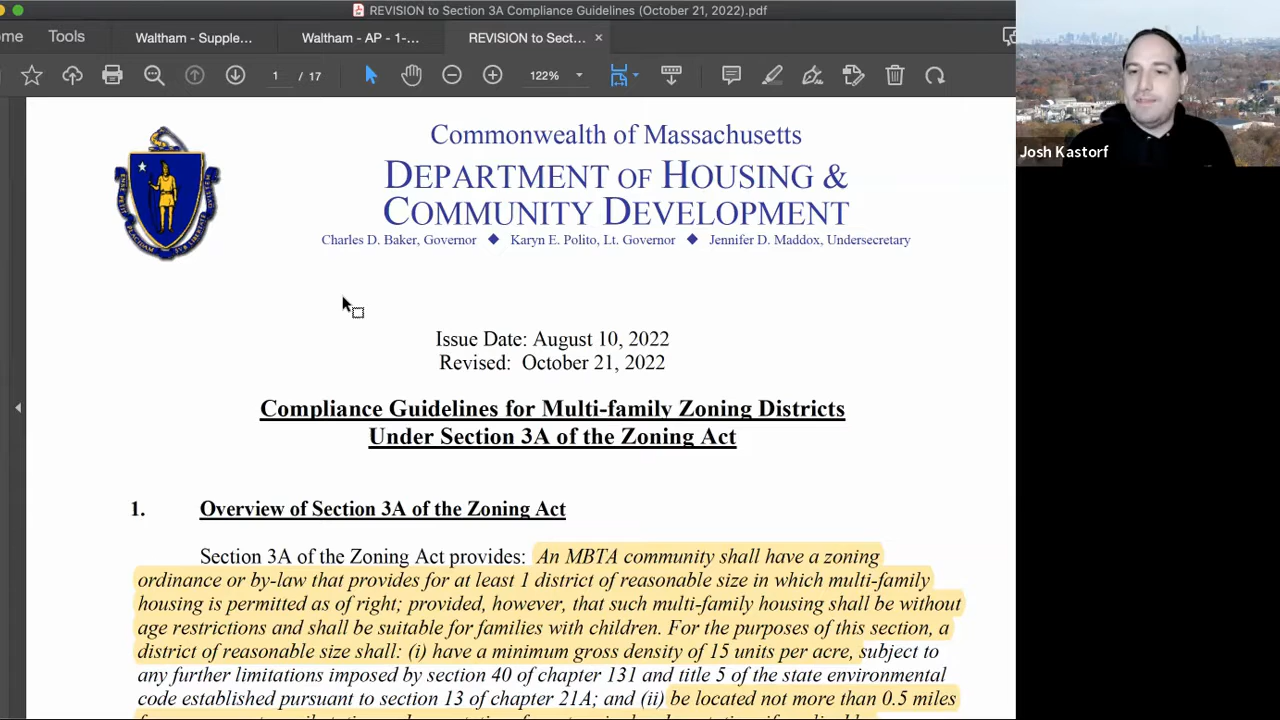 REVISION to Section 3A Compliance Guidelines (October 21, 2022).pdf
me
Tools
Waltham - Supple...
Waltham - AP - 1-...
REVISION to Sect...
1 / 17
122%
Josh Kastorf
Commonwealth of Massachusetts
DEPARTMENT OF HOUSING &
COMMUNITY DEVELOPMENT
Charles D. Baker, Governor ◆ Karyn E. Polito, Lt. Governor ◆ Jennifer D. Maddox, Undersecretary
Issue Date: August 10, 2022
Revised: October 21, 2022
Compliance Guidelines for Multi-family Zoning Districts
Under Section 3A of the Zoning Act
1. Overview of Section 3A of the Zoning Act
Section 3A of the Zoning Act provides: An MBTA community shall have a zoning
ordinance or by-law that provides for at least 1 district of reasonable size in which multi-family
housing is permitted as of right; provided, however, that such multi-family housing shall be without
age restrictions and shall be suitable for families with children. For the purposes of this section, a
district of reasonable size shall: (i) have a minimum gross density of 15 units per acre, subject to
any further limitations imposed by section 40 of chapter 131 and title 5 of the state environmental
code established pursuant to section 13 of chapter 21A; and (ii) be located not more than 0.5 miles